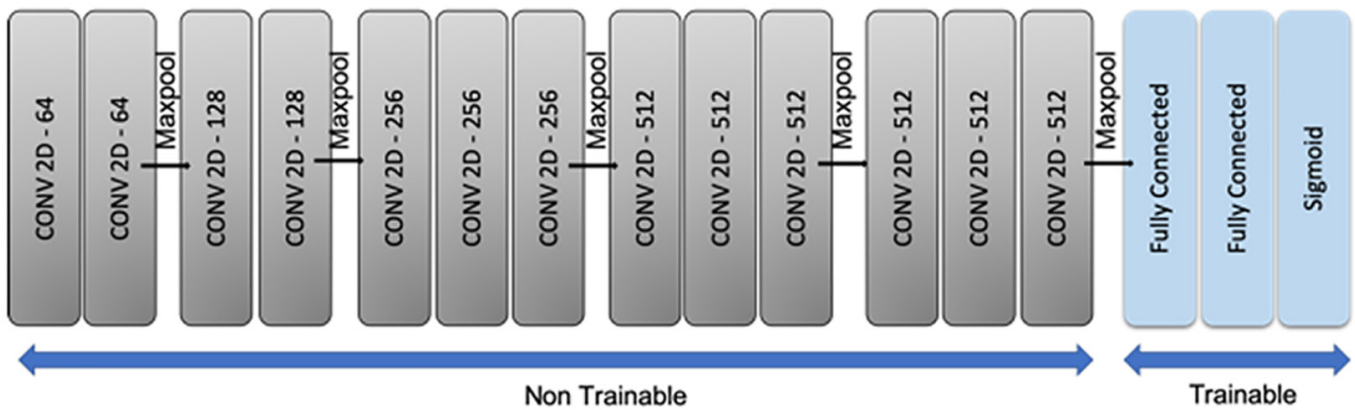 CONV 2D - 64
CONV 2D - 64
Maxpool
CONV 2D - 128
CONV 2D - 128
Maxpool
CONV 2D - 256
CONV 2D - 256
CONV 2D - 256
Maxpool
CONV 2D - 512
CONV 2D - 512
CONV 2D - 512
Maxpool
CONV 2D - 512
CONV 2D - 512
CONV 2D - 512
Maxpool
Fully Connected
Fully Connected
Sigmoid
Non Trainable
Trainable